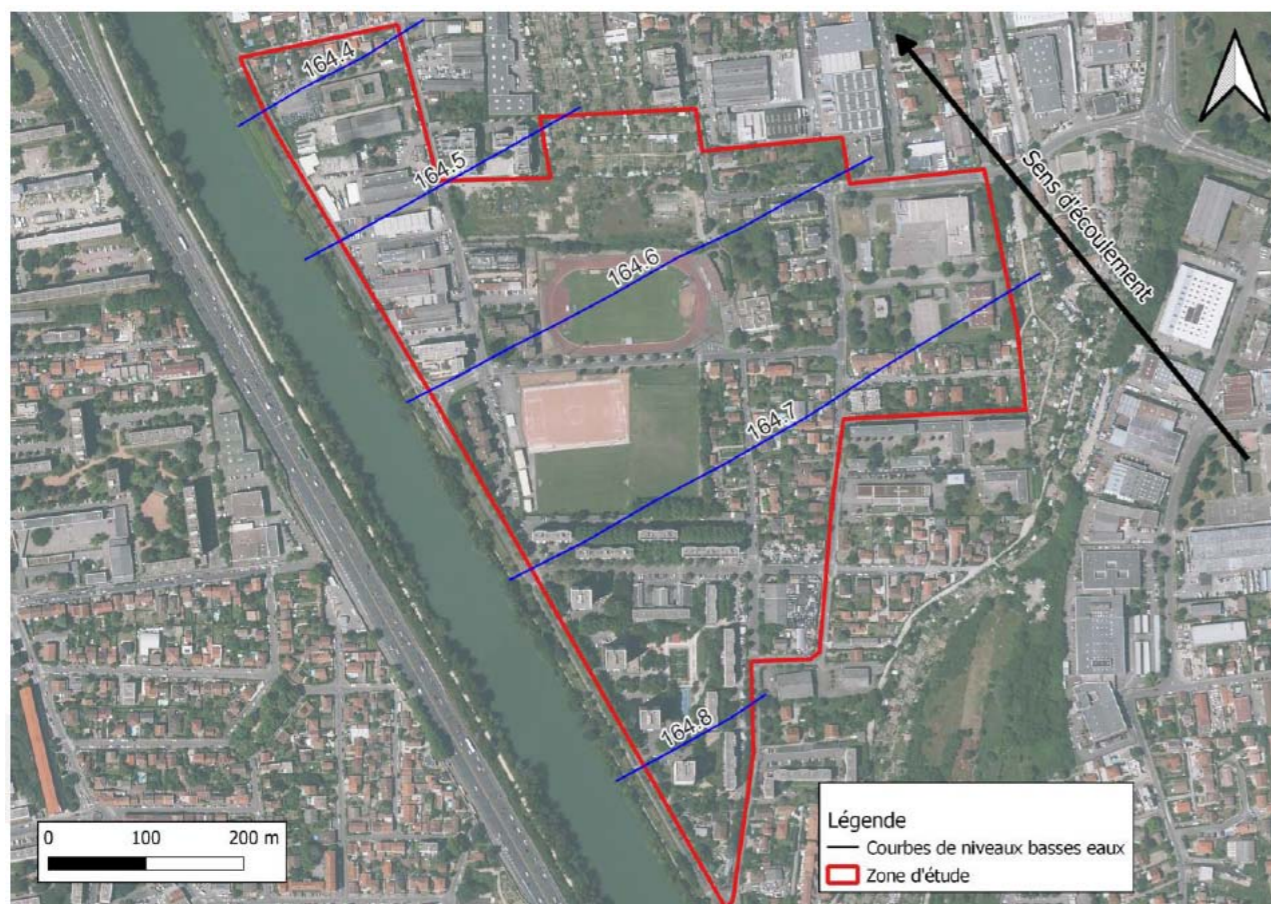 164.4
164.5
164.6
164.7
164.8
Sens d'écoulement
0 100 200 m
Légende
Courbes de niveaux basses eaux
Zone d'étude